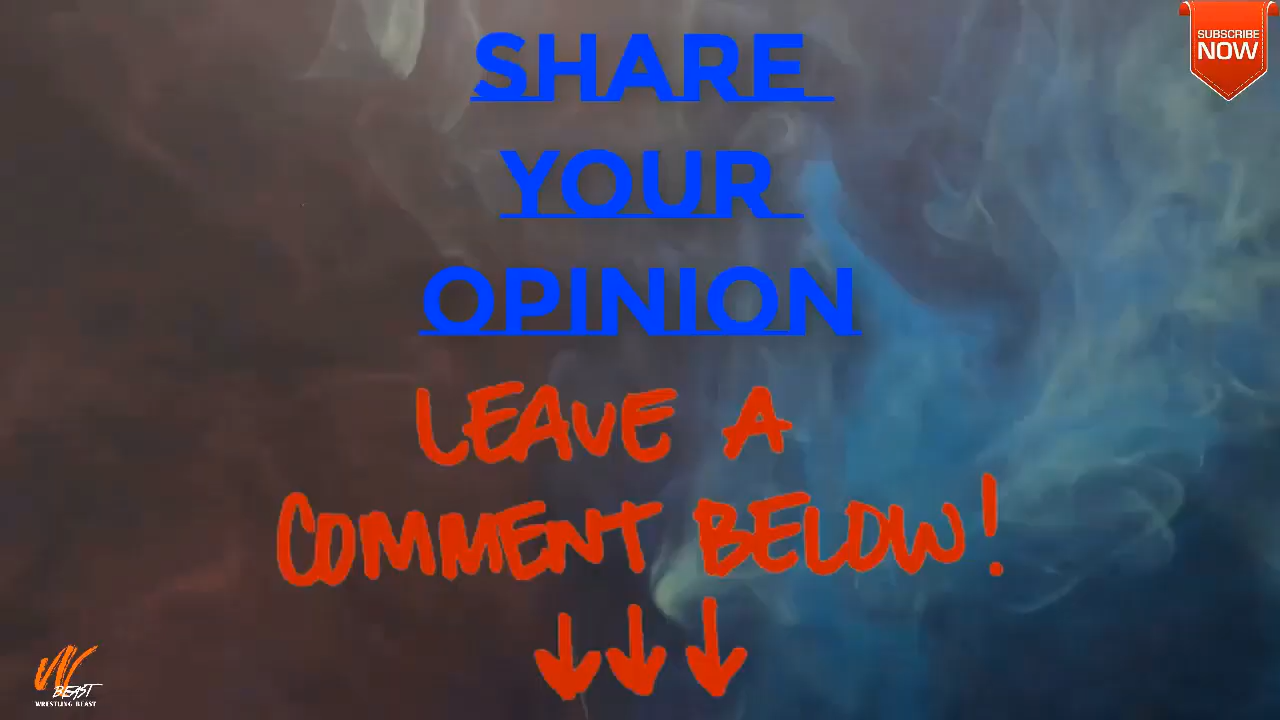 SUBSCRIBE
NOW
SHARE
YOUR
OPINION
LEAVE A
COMMENT BELOW!
BEAST
WRESTLING BEAST